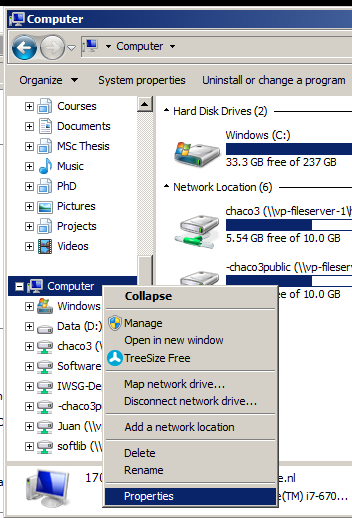 Computer
Computer
Organize
System properties
Uninstall or change a program
Courses
Documents
MSc Thesis
Music
PhD
Pictures
Projects
Videos
Computer
Windows
Data (D:)
chaco3 (\
Software
IWSG-De
-chaco3p
Juan (\\v
softlib (\\
Hard Disk Drives (2)
Windows (C:)
33.3 GB free of 237 GB
Network Location (6)
chaco3 (\\vp-fileserver-1\
5.54 GB free of 10.0 GB
-chaco3public (\\vp-fileser
ee of 10.0 GB
Collapse
Manage
Open in new window
TreeSize Free
Map network drive...
Disconnect network drive...
Add a network location
Delete
Rename
Properties
170
e.nl
e(TM) i7-670...